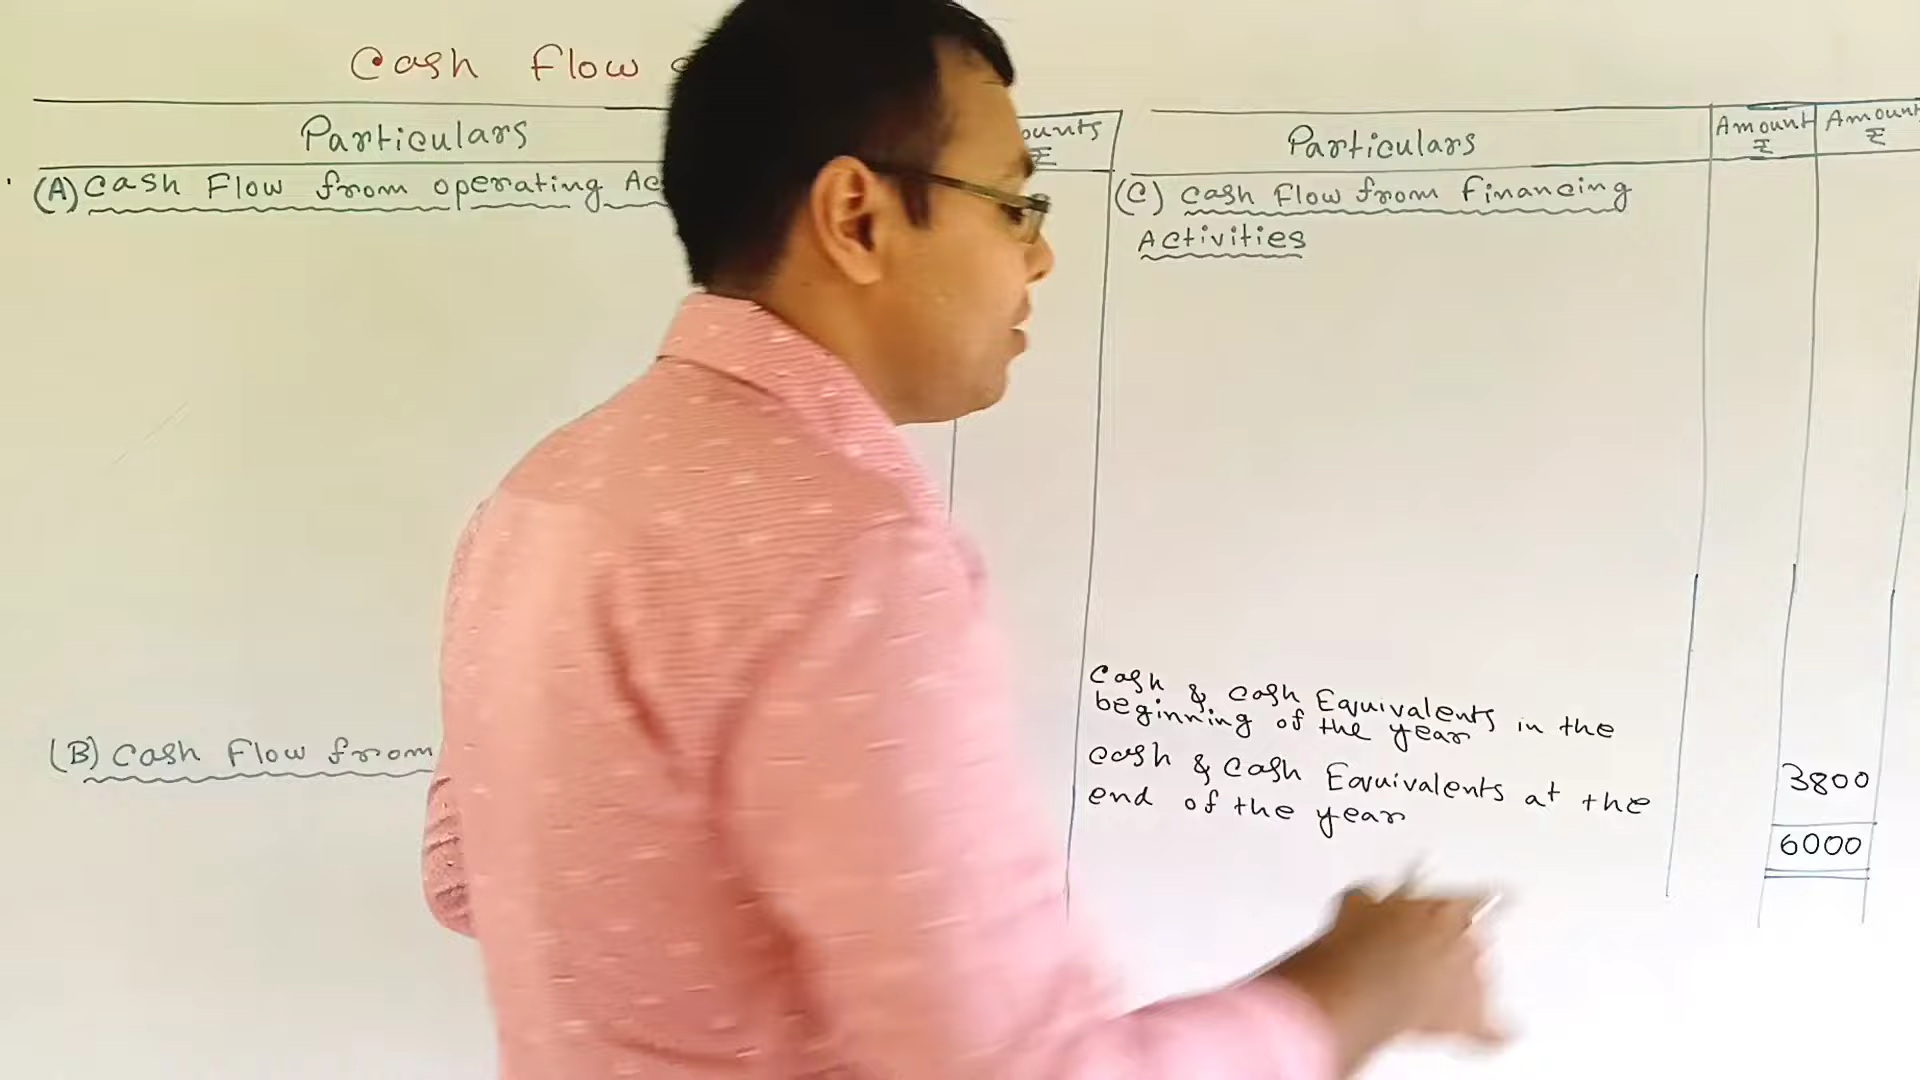 Cash Flow
Particulars
(A) Cash Flow from operating
(B) Cash Flow from
₹
Particulars
Amount
₹
Amount
₹
(C) Cash Flow from Financing
Activities
Cash & Cash Equivalents in the
beginning of the year
Cash & Cash Equivalents at the
end of the year
3800
6000